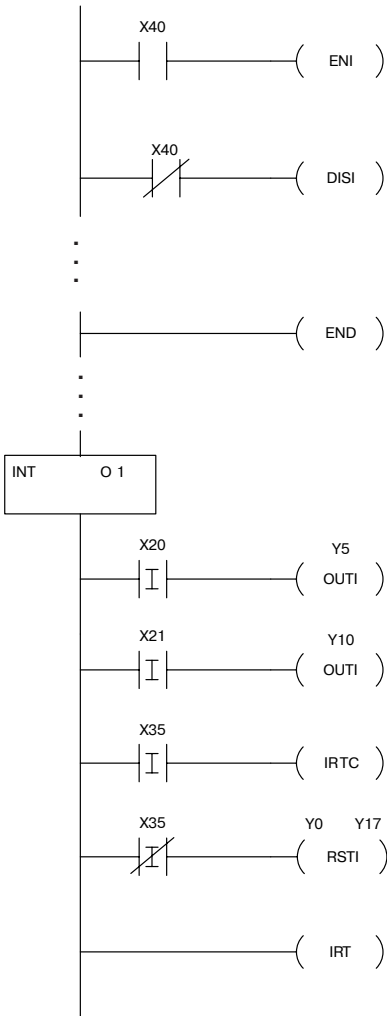 X40
ENI
X40
DISI
END
INT O 1
X20 Y5
OUTI
X21 Y10
OUTI
X35
IRTC
X35 Y0 Y17
RSTI
IRT